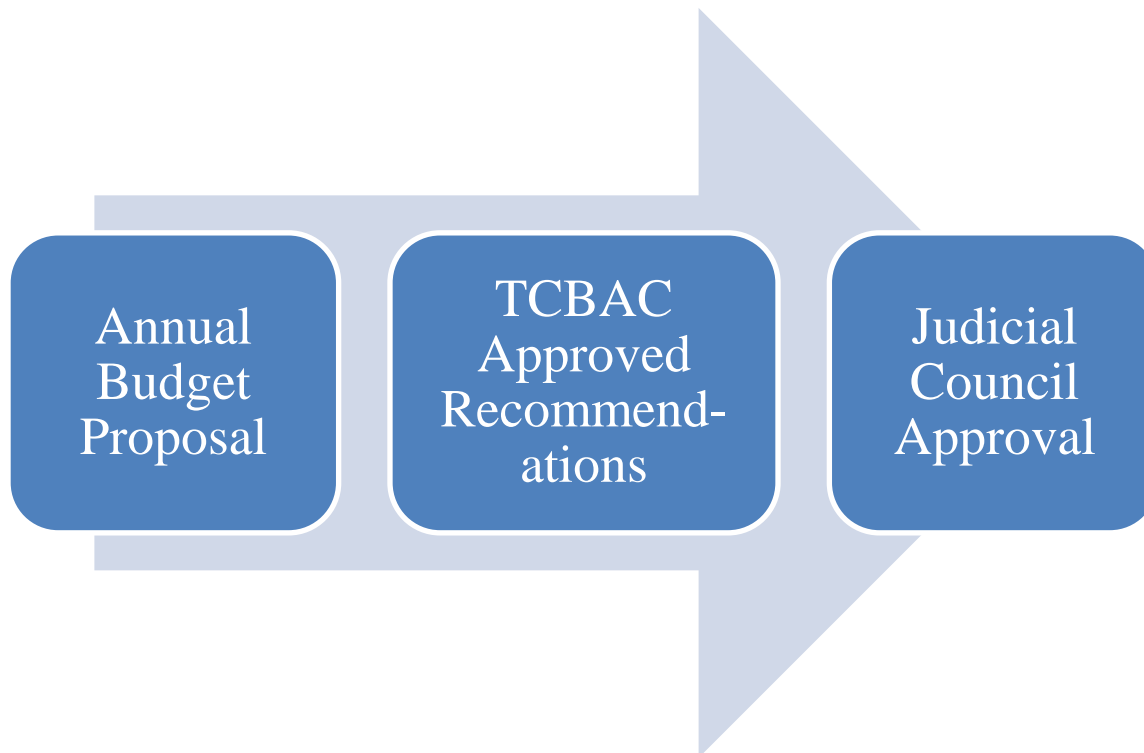 Annual
Budget
Proposal
TCBAC
Approved
Recommend-
ations
Judicial
Council
Approval